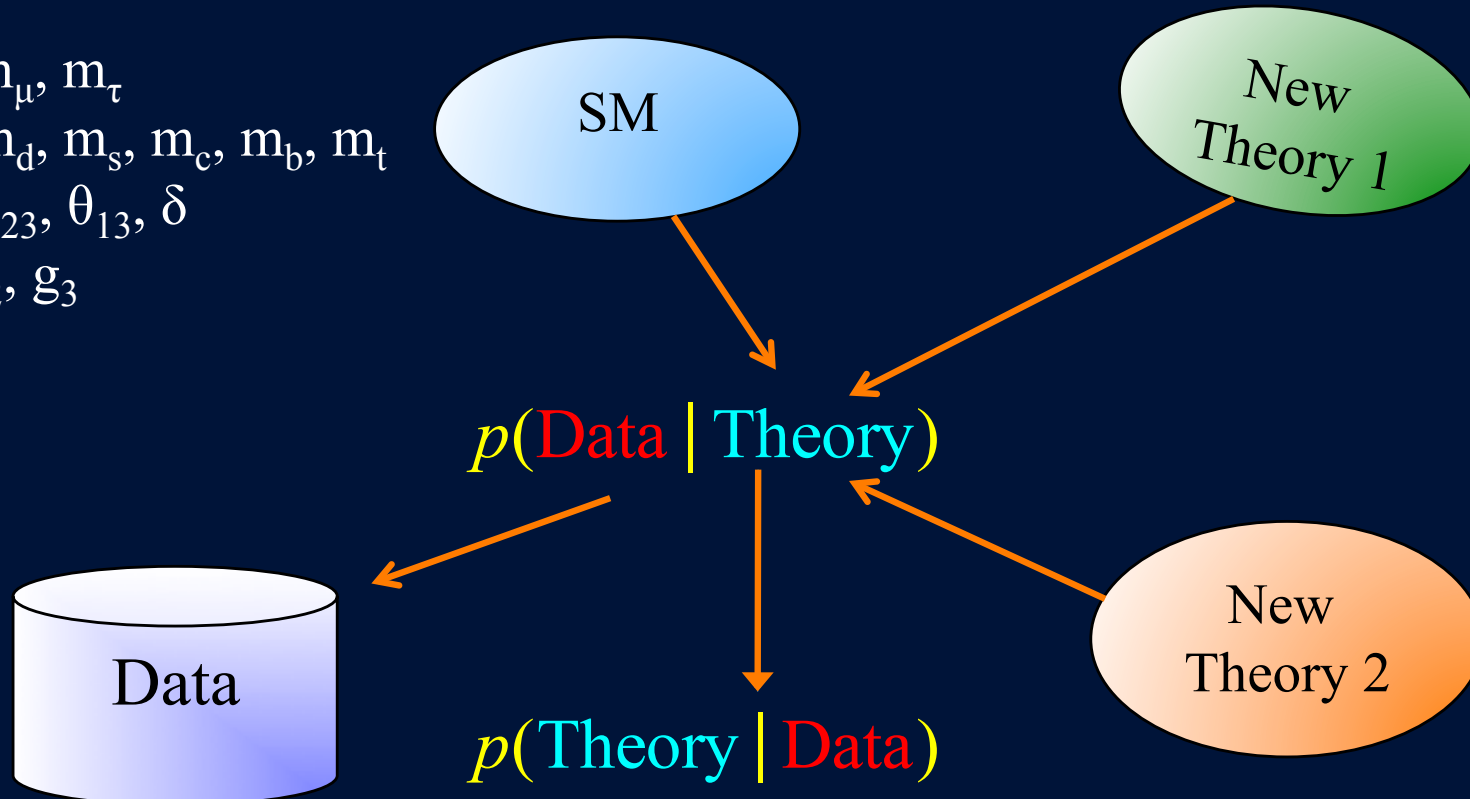 m_μ, m_τ
m_d, m_s, m_c, m_b, m_t
_23, θ_13, δ
, g_3
SM
New
Theory 1
p(Data | Theory)
Data
New
Theory 2
p(Theory | Data)